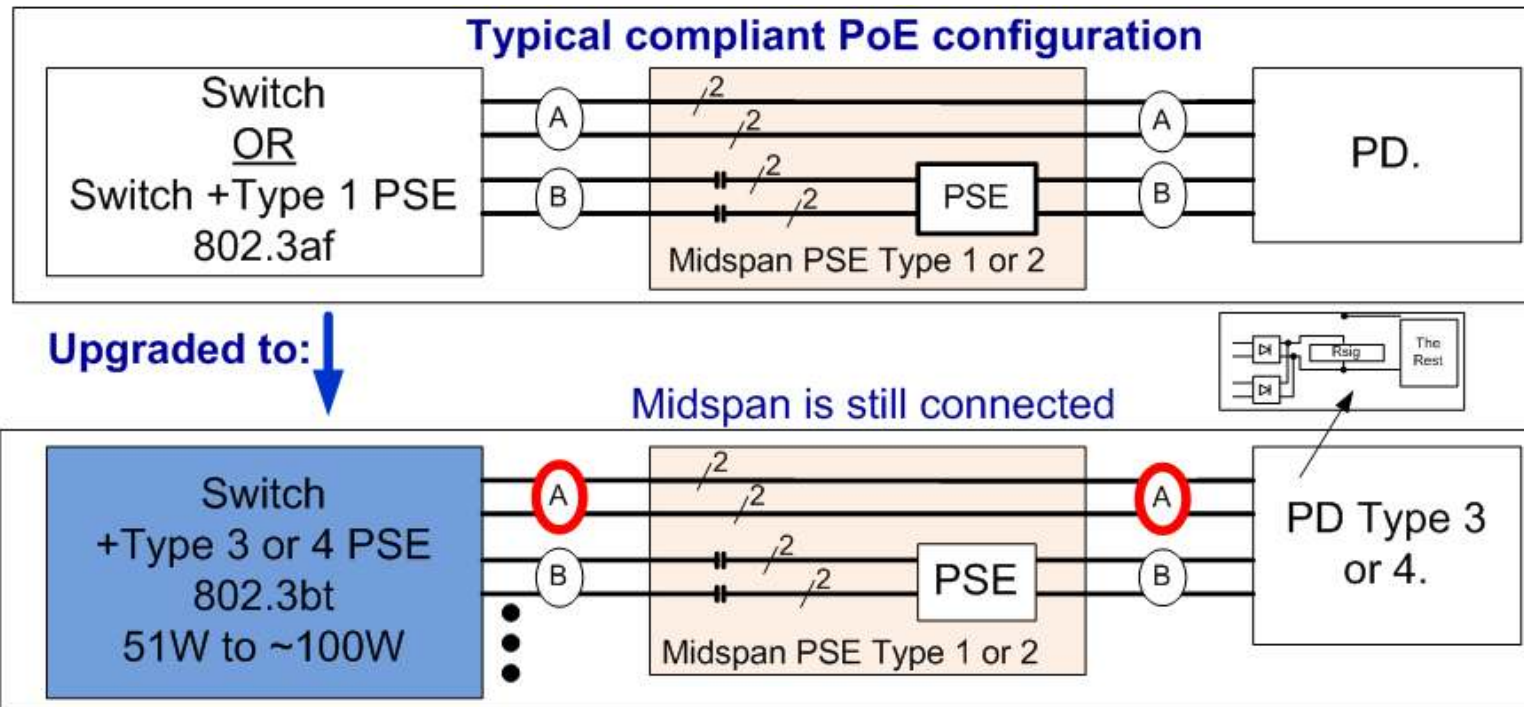 Typical compliant PoE configuration
Switch
OR
Switch +Type 1 PSE
802.3af
A
B
2
2
2
2
PSE
Midspan PSE Type 1 or 2
A
B
PD.
Upgraded to:
Rsig
The
Rest
Midspan is still connected
Switch
+Type 3 or 4 PSE
802.3bt
51W to ~100W
A
B
2
2
2
2
PSE
Midspan PSE Type 1 or 2
A
B
PD Type 3
or 4.